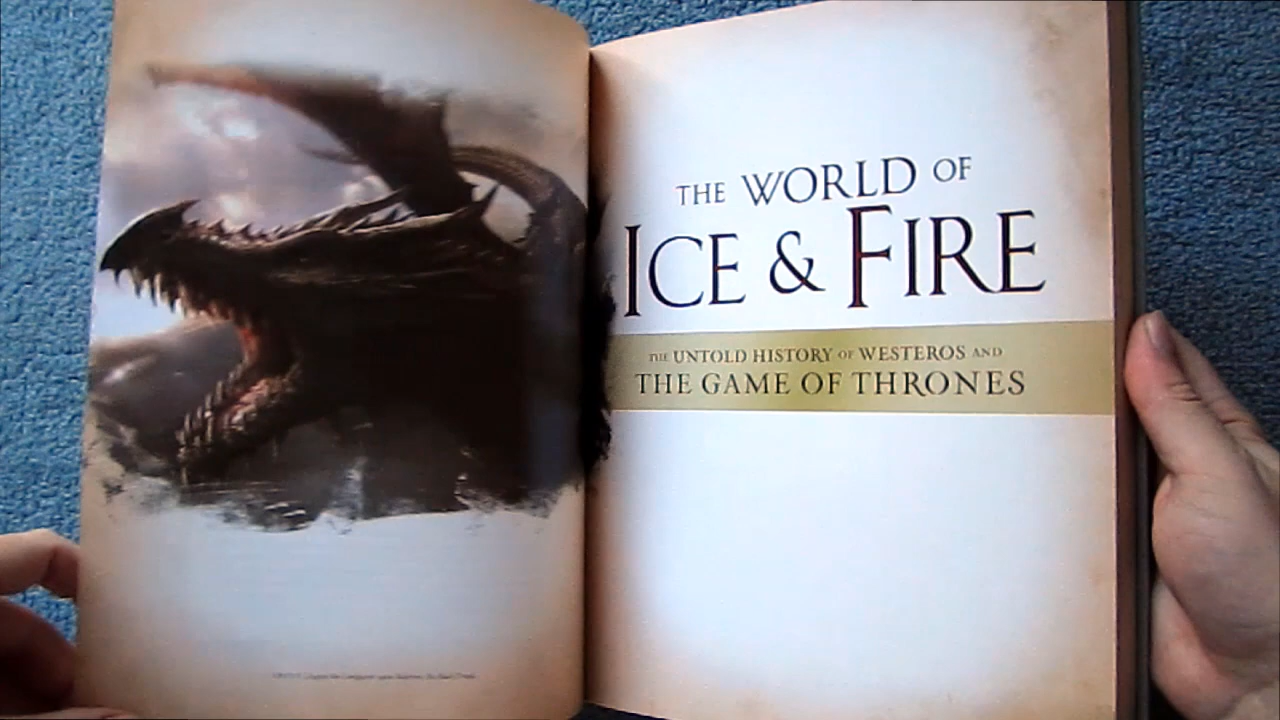 THE WORLD OF
ICE & FIRE
THE UNTOLD HISTORY OF WESTEROS AND
THE GAME OF THRONES